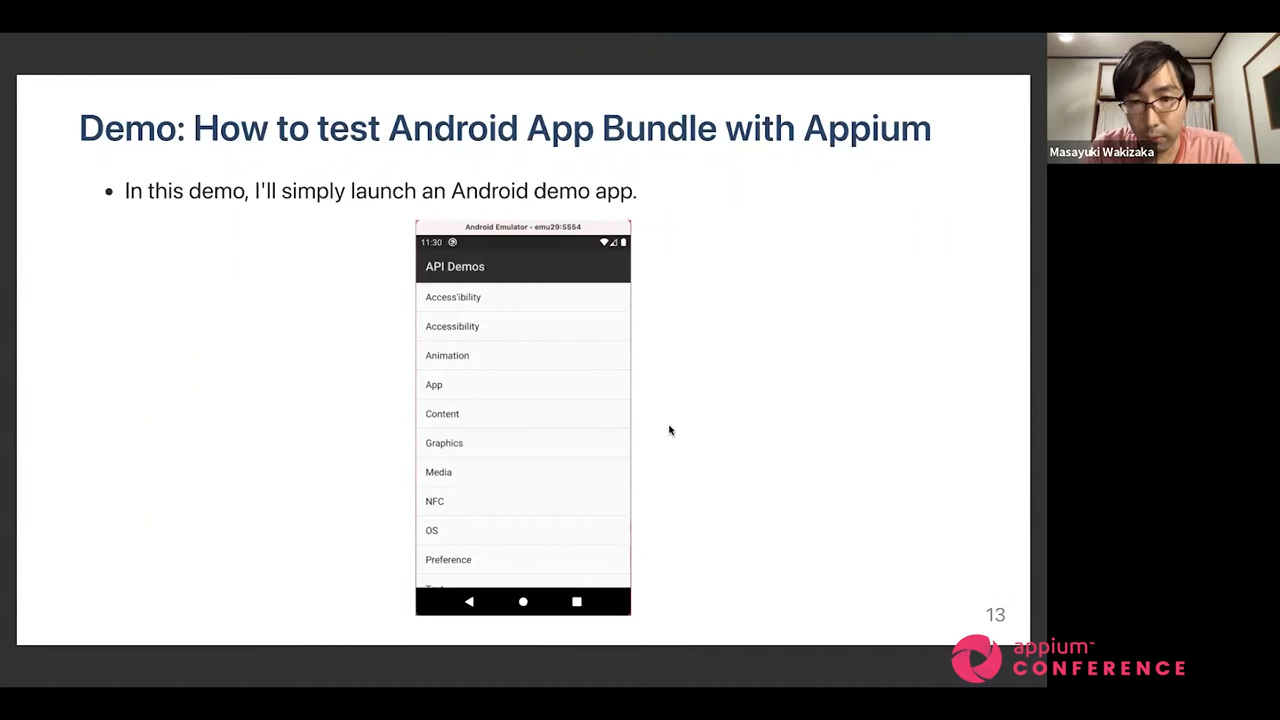 Demo: How to test Android App Bundle with Appium
• In this demo, I'll simply launch an Android demo app.
Android Emulator - emu29:5554
11:30
API Demos
Access'ibility
Accessibility
Animation
App
Content
Graphics
Media
NFC
OS
Preference
13
Masayuki Wakizaka
appium™
CONFERENCE